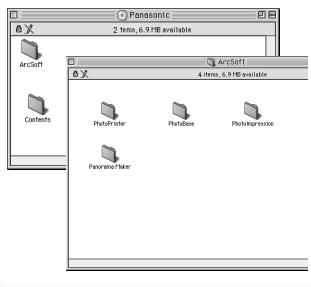 Panasonic
2 items, 6.9 MB available
ArcSoft
Contents
ArcSoft
4 items, 6.9 MB available
PhotoPrinter
PhotoBase
PhotoImpression
Panorama Maker